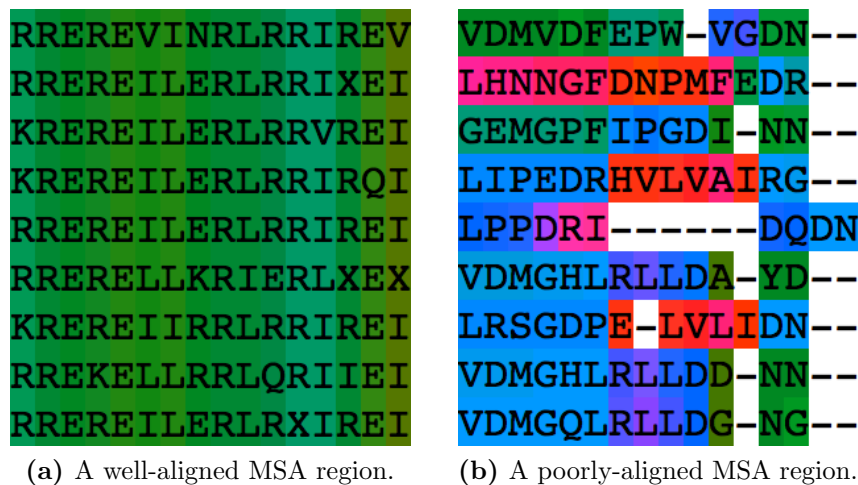 RREREVINRLRRIREV
RREREILERLRRIXEI
KREREILERLRRVREI
KREREILERLRRIRQI
RREREILERLRRIREI
RRERELLKRIERLXEX
KREREIIRRLRRIREI
RREKELLRRLQRIIEI
RREREILERLRXIREI
(a) A well-aligned MSA region.
VDMVDFEPW-VGDN--
LHNNGFDNPMFEDR--
GEMGPFIPGDI-NN--
LIPEDRHVLVAIRG--
LPPDRI------DQDN
VDMGHLRLLDA-YD--
LRSGDPE-LVLIDN--
VDMGHLRLLDD-NN--
VDMGQLRLLDG-NG--
(b) A poorly-aligned MSA region.